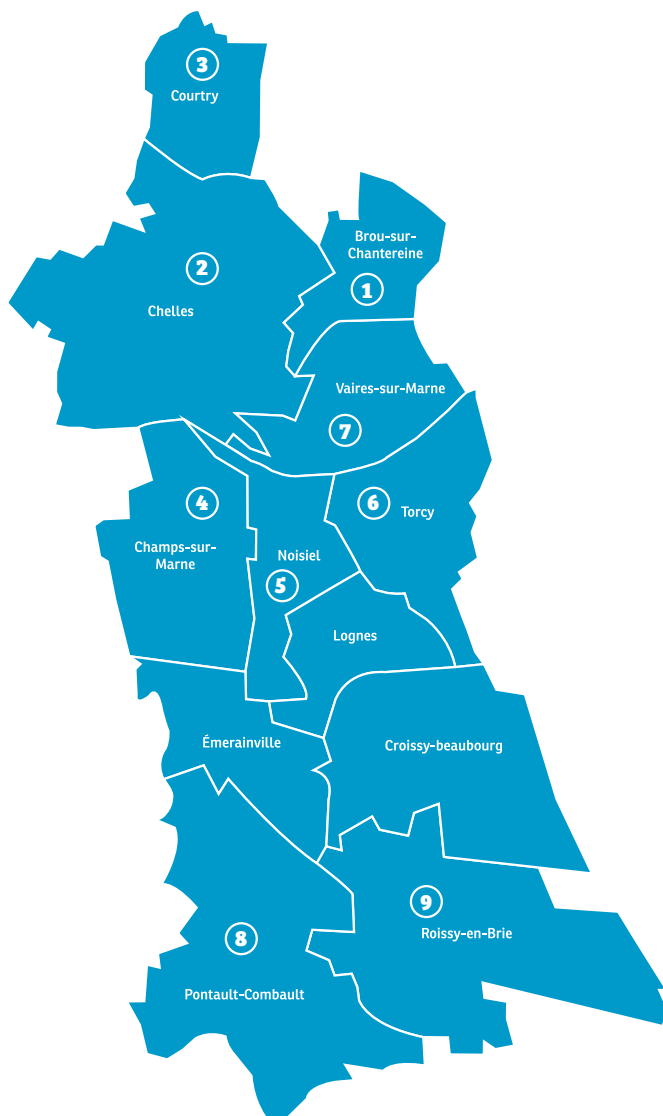 3
Courtry
Brou-sur-
Chantereine
2
1
Chelles
Vaires-sur-Marne
7
4
6
Torcy
Champs-sur-
Marne
Noisiel
5
Lognes
Émerainville
Croissy-beaubourg
9
Roissy-en-Brie
8
Pontault-Combault